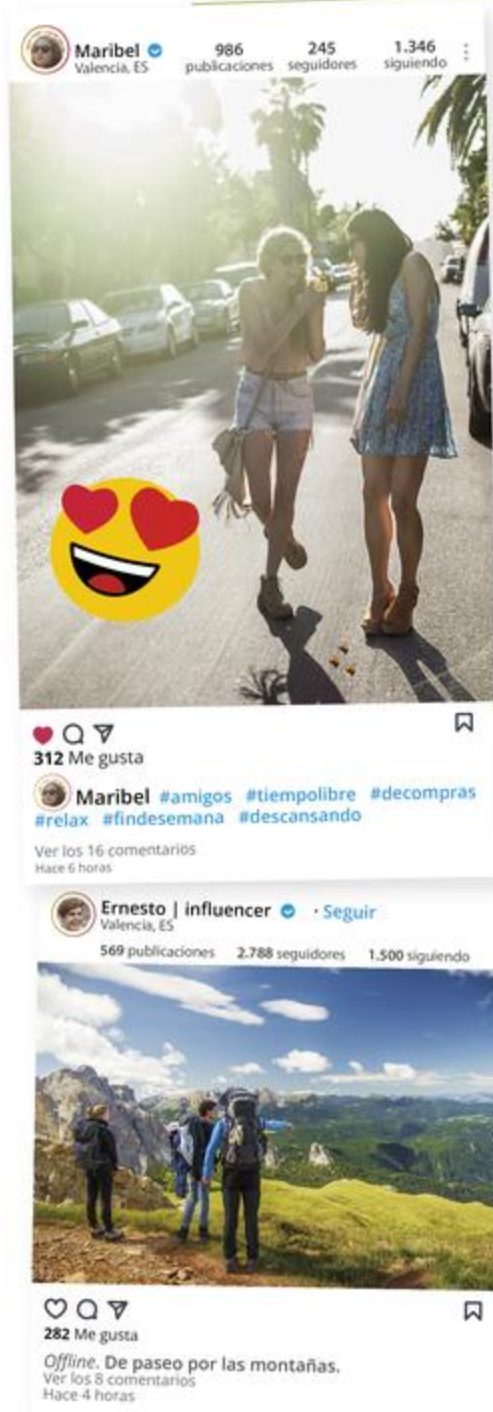 Maribel
Valencia, ES
986 245 1.346
publicaciones seguidores siguiendo
312 Me gusta
Maribel #amigos #tiempolibre #decompras
#relax #findesemana #descansando
Ver los 16 comentarios
Hace 6 horas
Ernesto | influencer · Seguir
Valencia, ES
569 publicaciones 2.788 seguidores 1.500 siguiendo
282 Me gusta
Offline. De paseo por las montañas.
Ver los 8 comentarios
Hace 4 horas